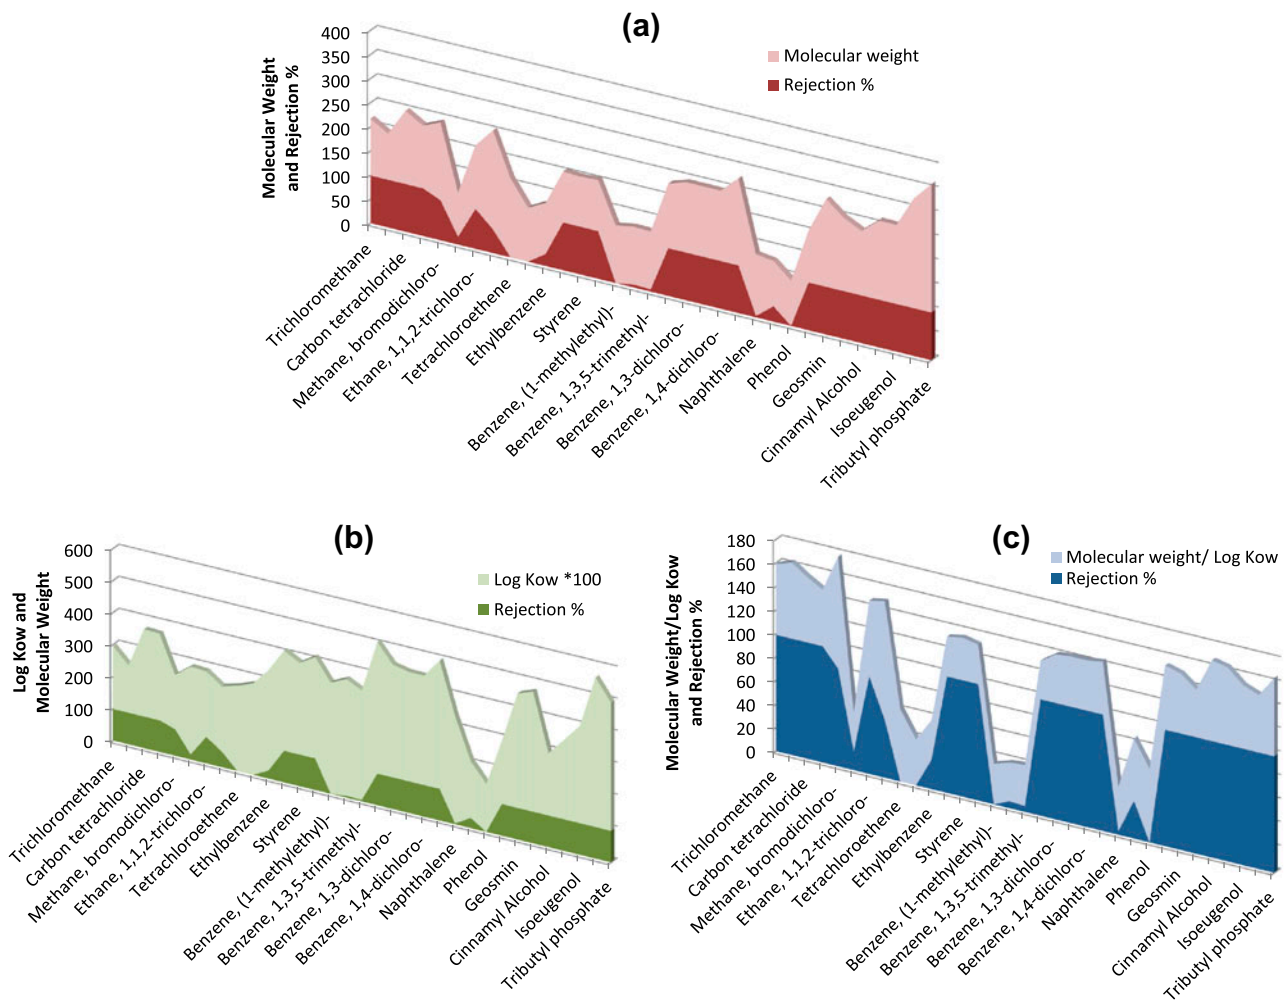 (a)
Molecular Weight
and Rejection %
400
350
300
250
200
150
100
50
0
Molecular weight
Rejection %
Trichloromethane
Carbon tetrachloride
Methane, bromodichloro-
Ethane, 1,1,2-trichloro-
Tetrachloroethene
Ethylbenzene
Styrene
Benzene, (1-methylethyl)-
Benzene, 1,3,5-trimethyl-
Benzene, 1,3-dichloro-
Benzene, 1,4-dichloro-
Naphthalene
Phenol
Geosmin
Cinnamyl Alcohol
Isoeugenol
Tributyl phosphate
(b)
Log Kow and
Molecular Weight
600
500
400
300
200
100
0
Log Kow *100
Rejection %
Trichloromethane
Carbon tetrachloride
Methane, bromodichloro-
Ethane, 1,1,2-trichloro-
Tetrachloroethene
Ethylbenzene
Styrene
Benzene, (1-methylethyl)-
Benzene, 1,3,5-trimethyl-
Benzene, 1,3-dichloro-
Benzene, 1,4-dichloro-
Naphthalene
Phenol
Geosmin
Cinnamyl Alcohol
Isoeugenol
Tributyl phosphate
(c)
Molecular Weight/Log Kow
and Rejection %
180
160
140
120
100
80
60
40
20
0
Molecular weight/ Log Kow
Rejection %
Trichloromethane
Carbon tetrachloride
Methane, bromodichloro-
Ethane, 1,1,2-trichloro-
Tetrachloroethene
Ethylbenzene
Styrene
Benzene, (1-methylethyl)-
Benzene, 1,3,5-trimethyl-
Benzene, 1,3-dichloro-
Benzene, 1,4-dichloro-
Naphthalene
Phenol
Geosmin
Cinnamyl Alcohol
Isoeugenol
Tributyl phosphate